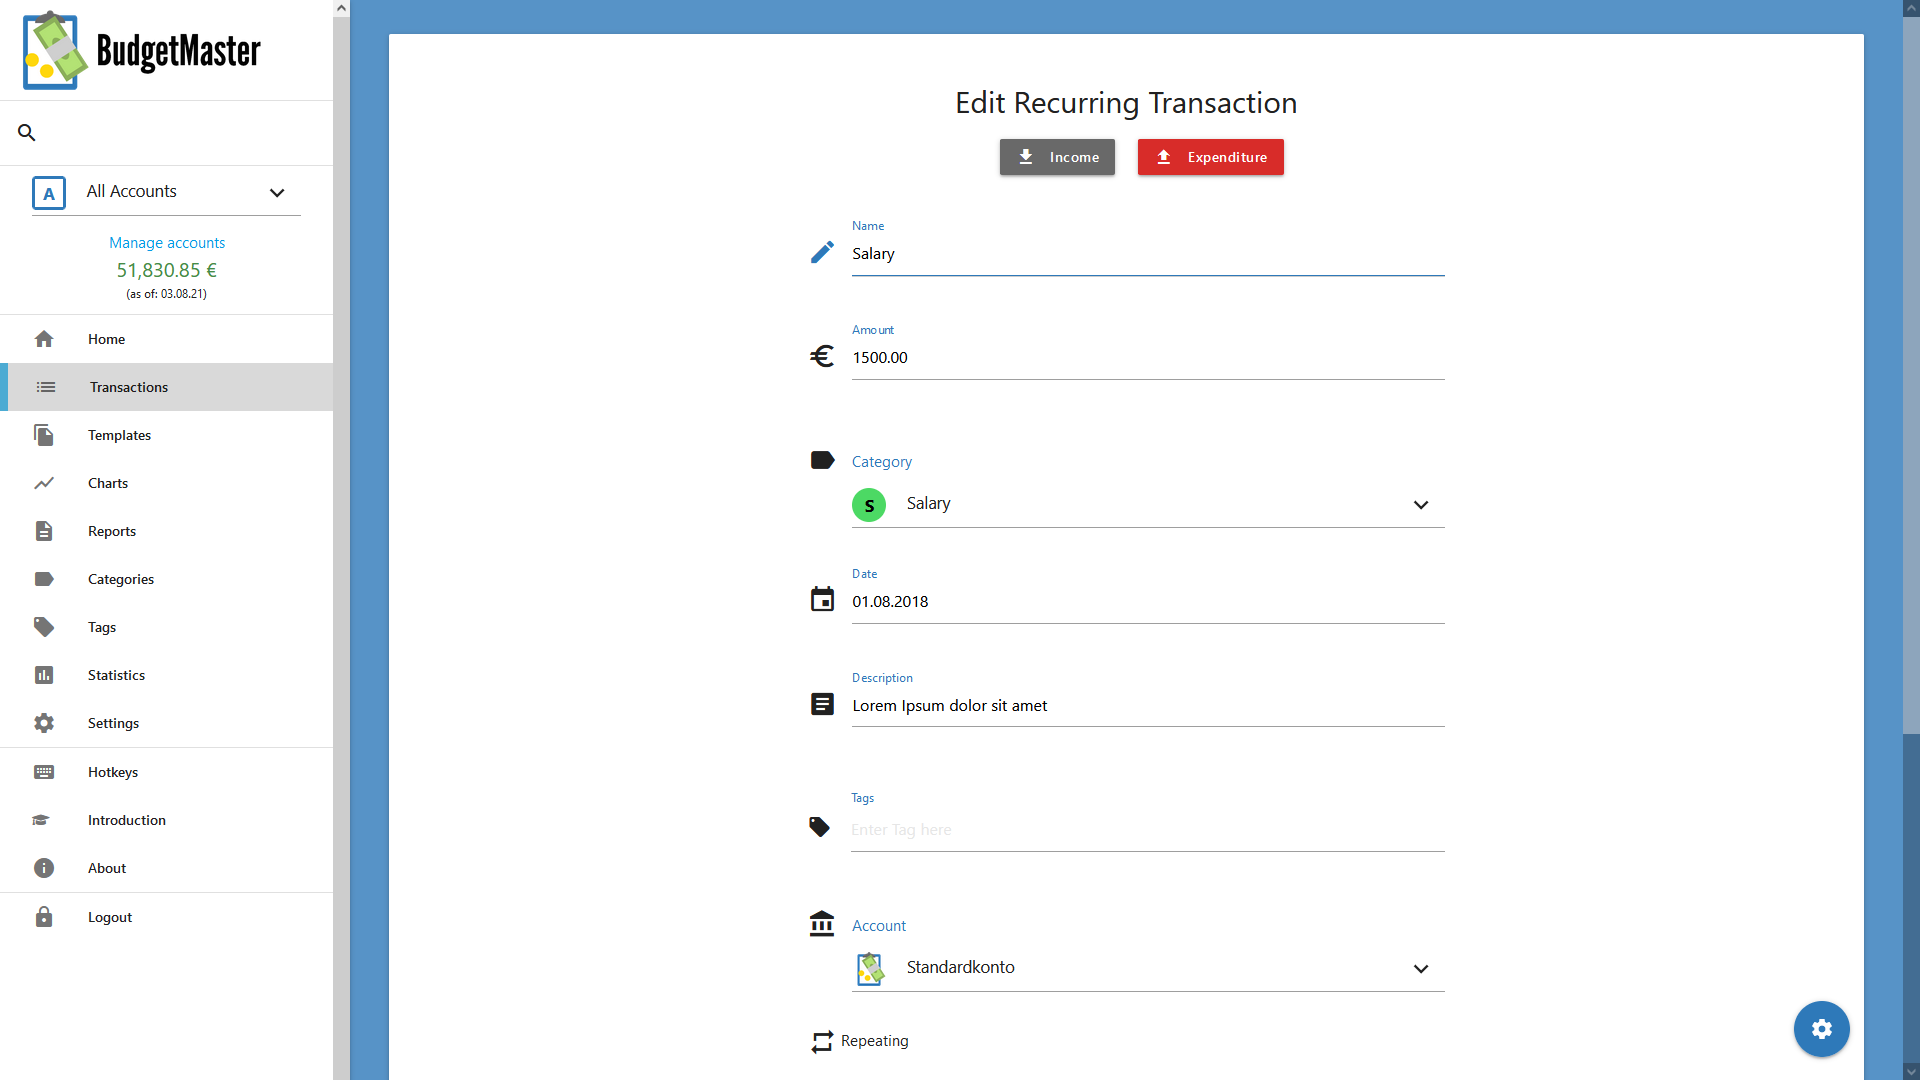 BudgetMaster
A All Accounts
Manage accounts
51,830.85 €
(as of: 03.08.21)
Home
Transactions
Templates
Charts
Reports
Categories
Tags
Statistics
Settings
Hotkeys
Introduction
About
Logout
Edit Recurring Transaction
Income Expenditure
Name
Salary
Amount
1500.00
Category
S Salary
Date
01.08.2018
Description
Lorem Ipsum dolor sit amet
Tags
Enter Tag here
Account
Standardkonto
Repeating